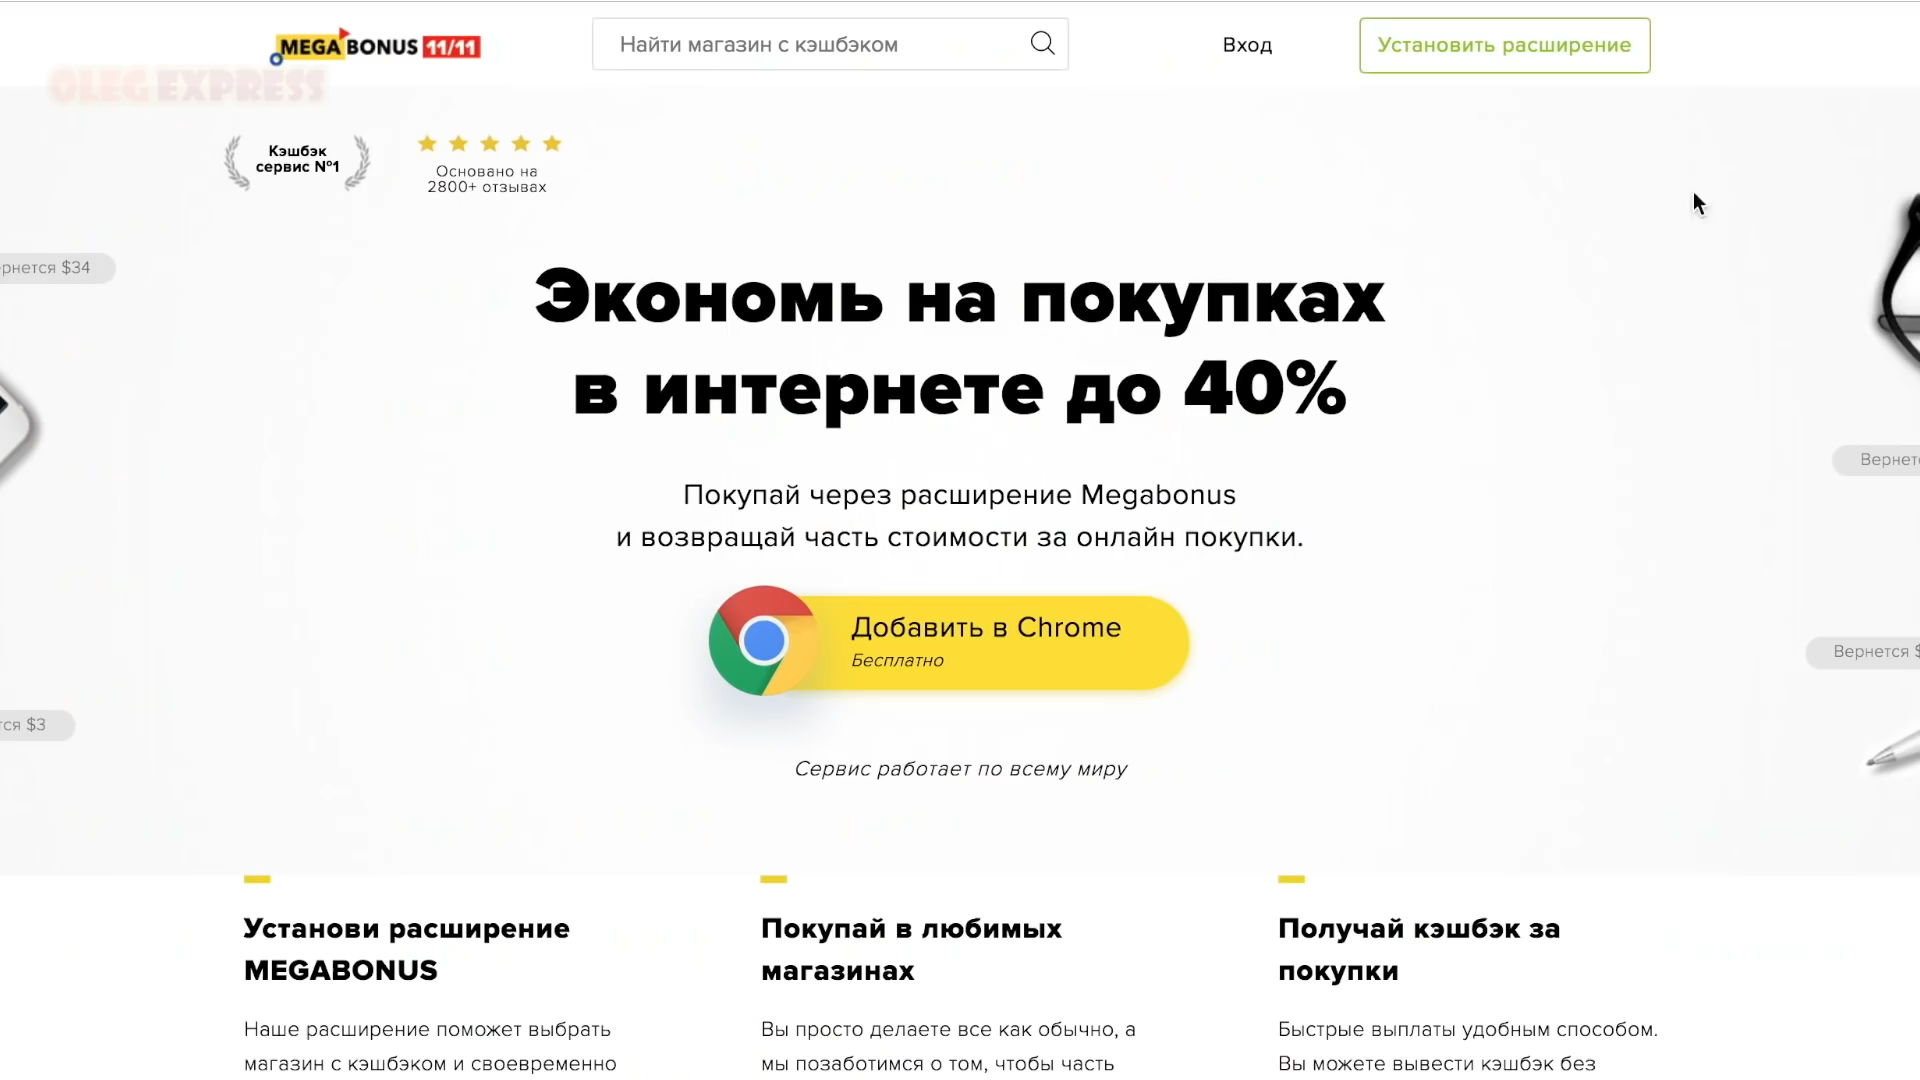 MEGABONUS 11/11
Найти магазин с кэшбэком
Вход
Установить расширение
OLEG EXPRESS
Кэшбэк
сервис №1
Основано на
2800+ отзывах
рнется $34
Экономь на покупках
в интернете до 40%
Вернет
Покупай через расширение Megabonus
и возвращай часть стоимости за онлайн покупки.
Добавить в Chrome
Бесплатно
Вернется $
ся $3
Сервис работает по всему миру
Установи расширение
MEGABONUS
Наше расширение поможет выбрать
магазин с кэшбэком и своевременно
Покупай в любимых
магазинах
Вы просто делаете все как обычно, а
мы позаботимся о том, чтобы часть
Получай кэшбэк за
покупки
Быстрые выплаты удобным способом.
Вы можете вывести кэшбэк без